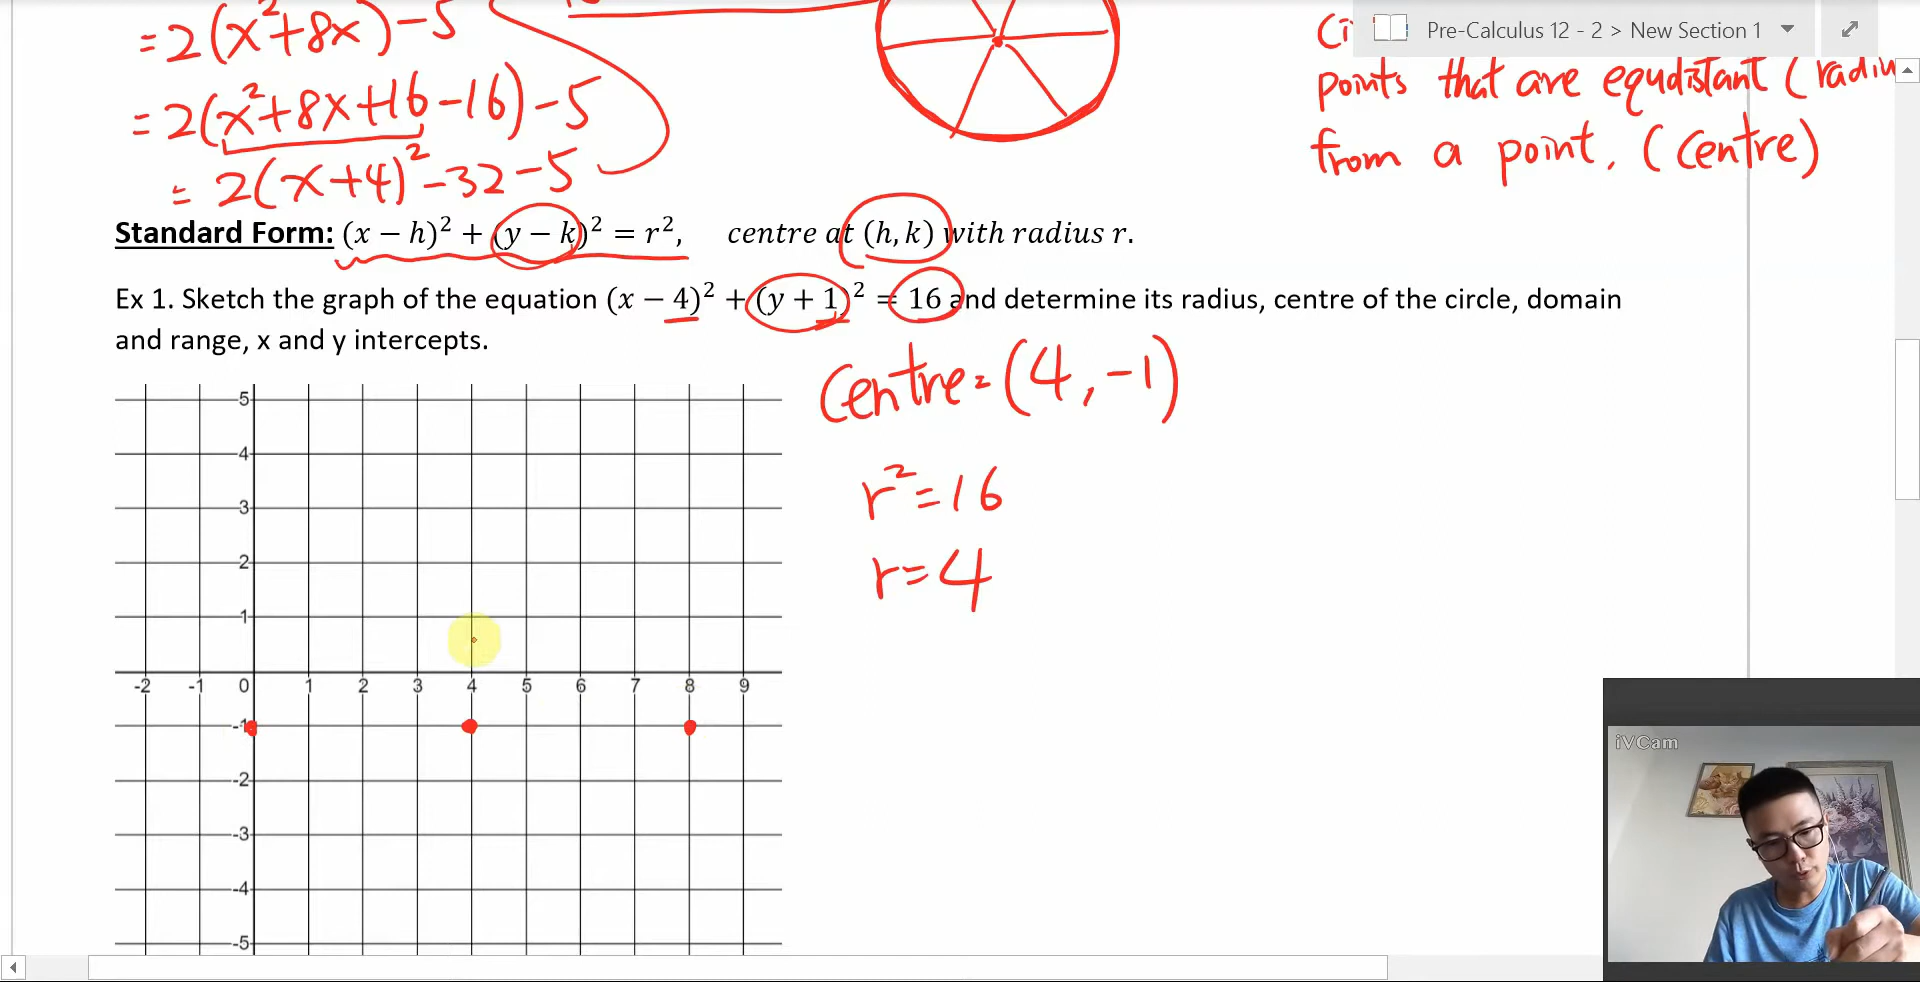 = 2(x²+8x)-5
Pre-Calculus 12 - 2 > New Section 1
= 2(x²+8x+16-16)-5
points that are equdistant (radiu
from a point. (centre)
= 2(x+4)²-32-5
Standard Form: (x − h)² + (y − k)² = r², centre at (h, k) with radius r.
Ex 1. Sketch the graph of the equation (x − 4)² + (y + 1)² = 16 and determine its radius, centre of the circle, domain
and range, x and y intercepts.
Centre = (4, -1)
r² = 16
r = 4
5
4
3
2
1
-2 -1 0 1 2 3 4 5 6 7 8 9
-1
-2
-3
-4
-5
iVCam